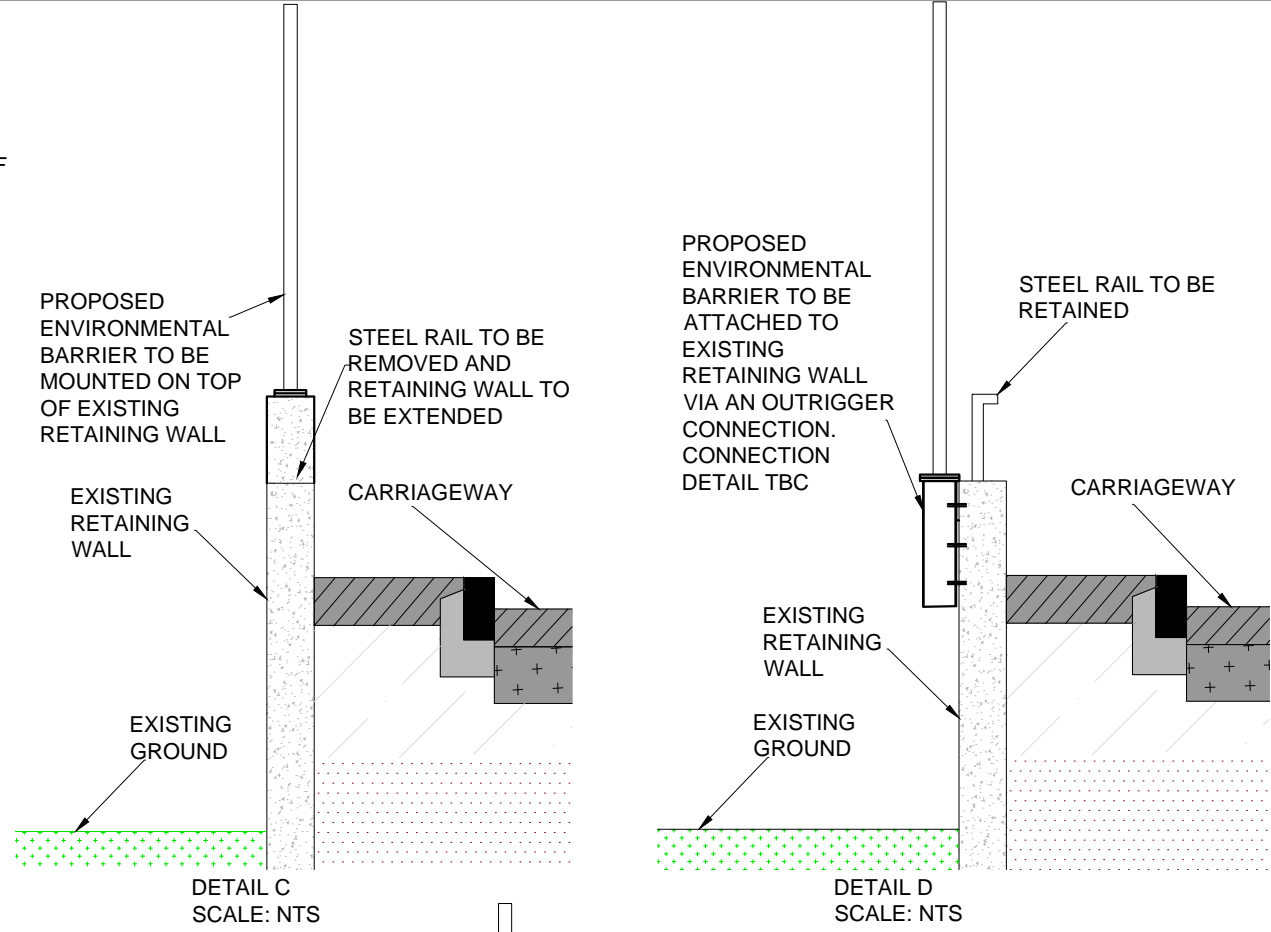 F
PROPOSED
ENVIRONMENTAL
BARRIER TO BE
MOUNTED ON TOP
OF EXISTING
RETAINING WALL
STEEL RAIL TO BE
REMOVED AND
RETAINING WALL TO
BE EXTENDED
EXISTING
RETAINING
WALL
CARRIAGEWAY
EXISTING
GROUND
DETAIL C
SCALE: NTS
PROPOSED
ENVIRONMENTAL
BARRIER TO BE
ATTACHED TO
EXISTING
RETAINING WALL
VIA AN OUTRIGGER
CONNECTION.
CONNECTION
DETAIL TBC
STEEL RAIL TO BE
RETAINED
CARRIAGEWAY
EXISTING
RETAINING
WALL
EXISTING
GROUND
DETAIL D
SCALE: NTS